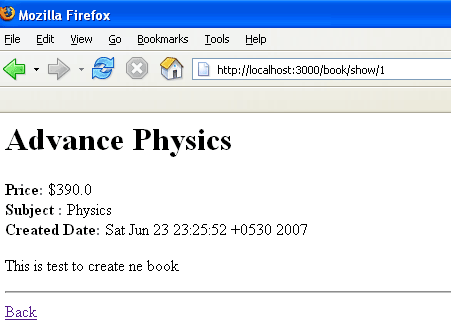 Mozilla Firefox
File Edit View Go Bookmarks Tools Help
http://localhost:3000/book/show/1
Advance Physics
Price: $390.0
Subject : Physics
Created Date: Sat Jun 23 23:25:52 +0530 2007
This is test to create ne book
Back